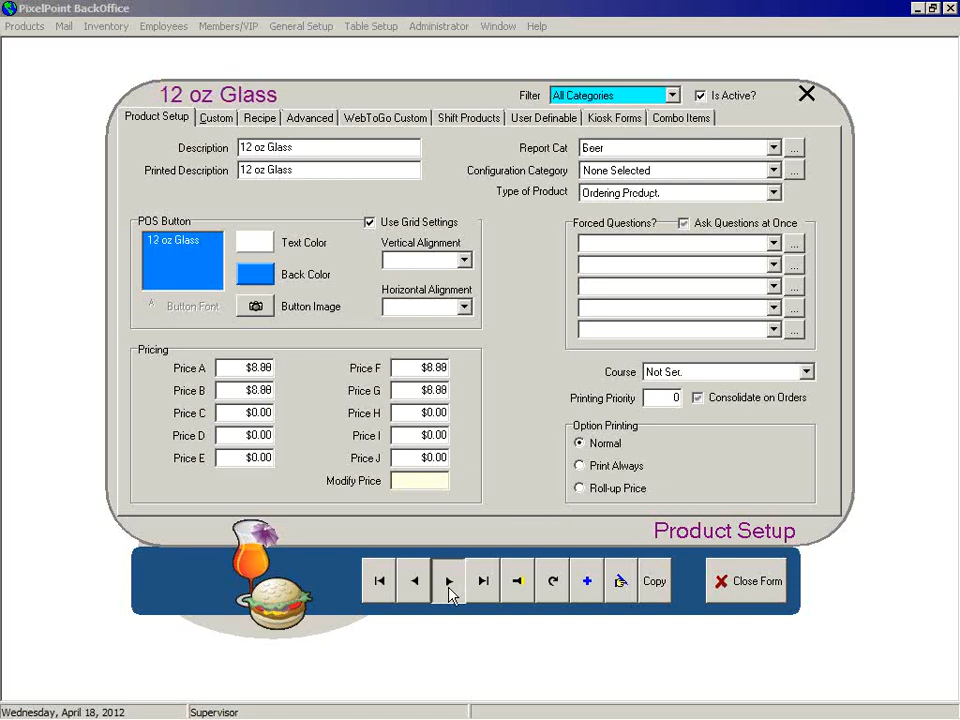 PixelPoint BackOffice
Products Mail Inventory Employees Members/VIP General Setup Table Setup Administrator Window Help
12 oz Glass
Filter All Categories Is Active?
Product Setup Custom Recipe Advanced WebToGo Custom Shift Products User Definable Kiosk Forms Combo Items
Description 12 oz Glass
Printed Description 12 oz Glass
Report Cat Beer
Configuration Category None Selected
Type of Product Ordering Product.
POS Button
12 oz Glass
Text Color
Back Color
A Button Font
Button Image
Use Grid Settings
Vertical Alignment
Horizontal Alignment
Forced Questions? Ask Questions at Once
Pricing
Price A $8.88
Price B $8.88
Price C $0.00
Price D $0.00
Price E $0.00
Price F $8.88
Price G $8.88
Price H $0.00
Price I $0.00
Price J $0.00
Modify Price
Course Not Set.
Printing Priority 0 Consolidate on Orders
Option Printing
Normal
Print Always
Roll-up Price
Product Setup
Copy
Close Form
Wednesday, April 18, 2012 Supervisor